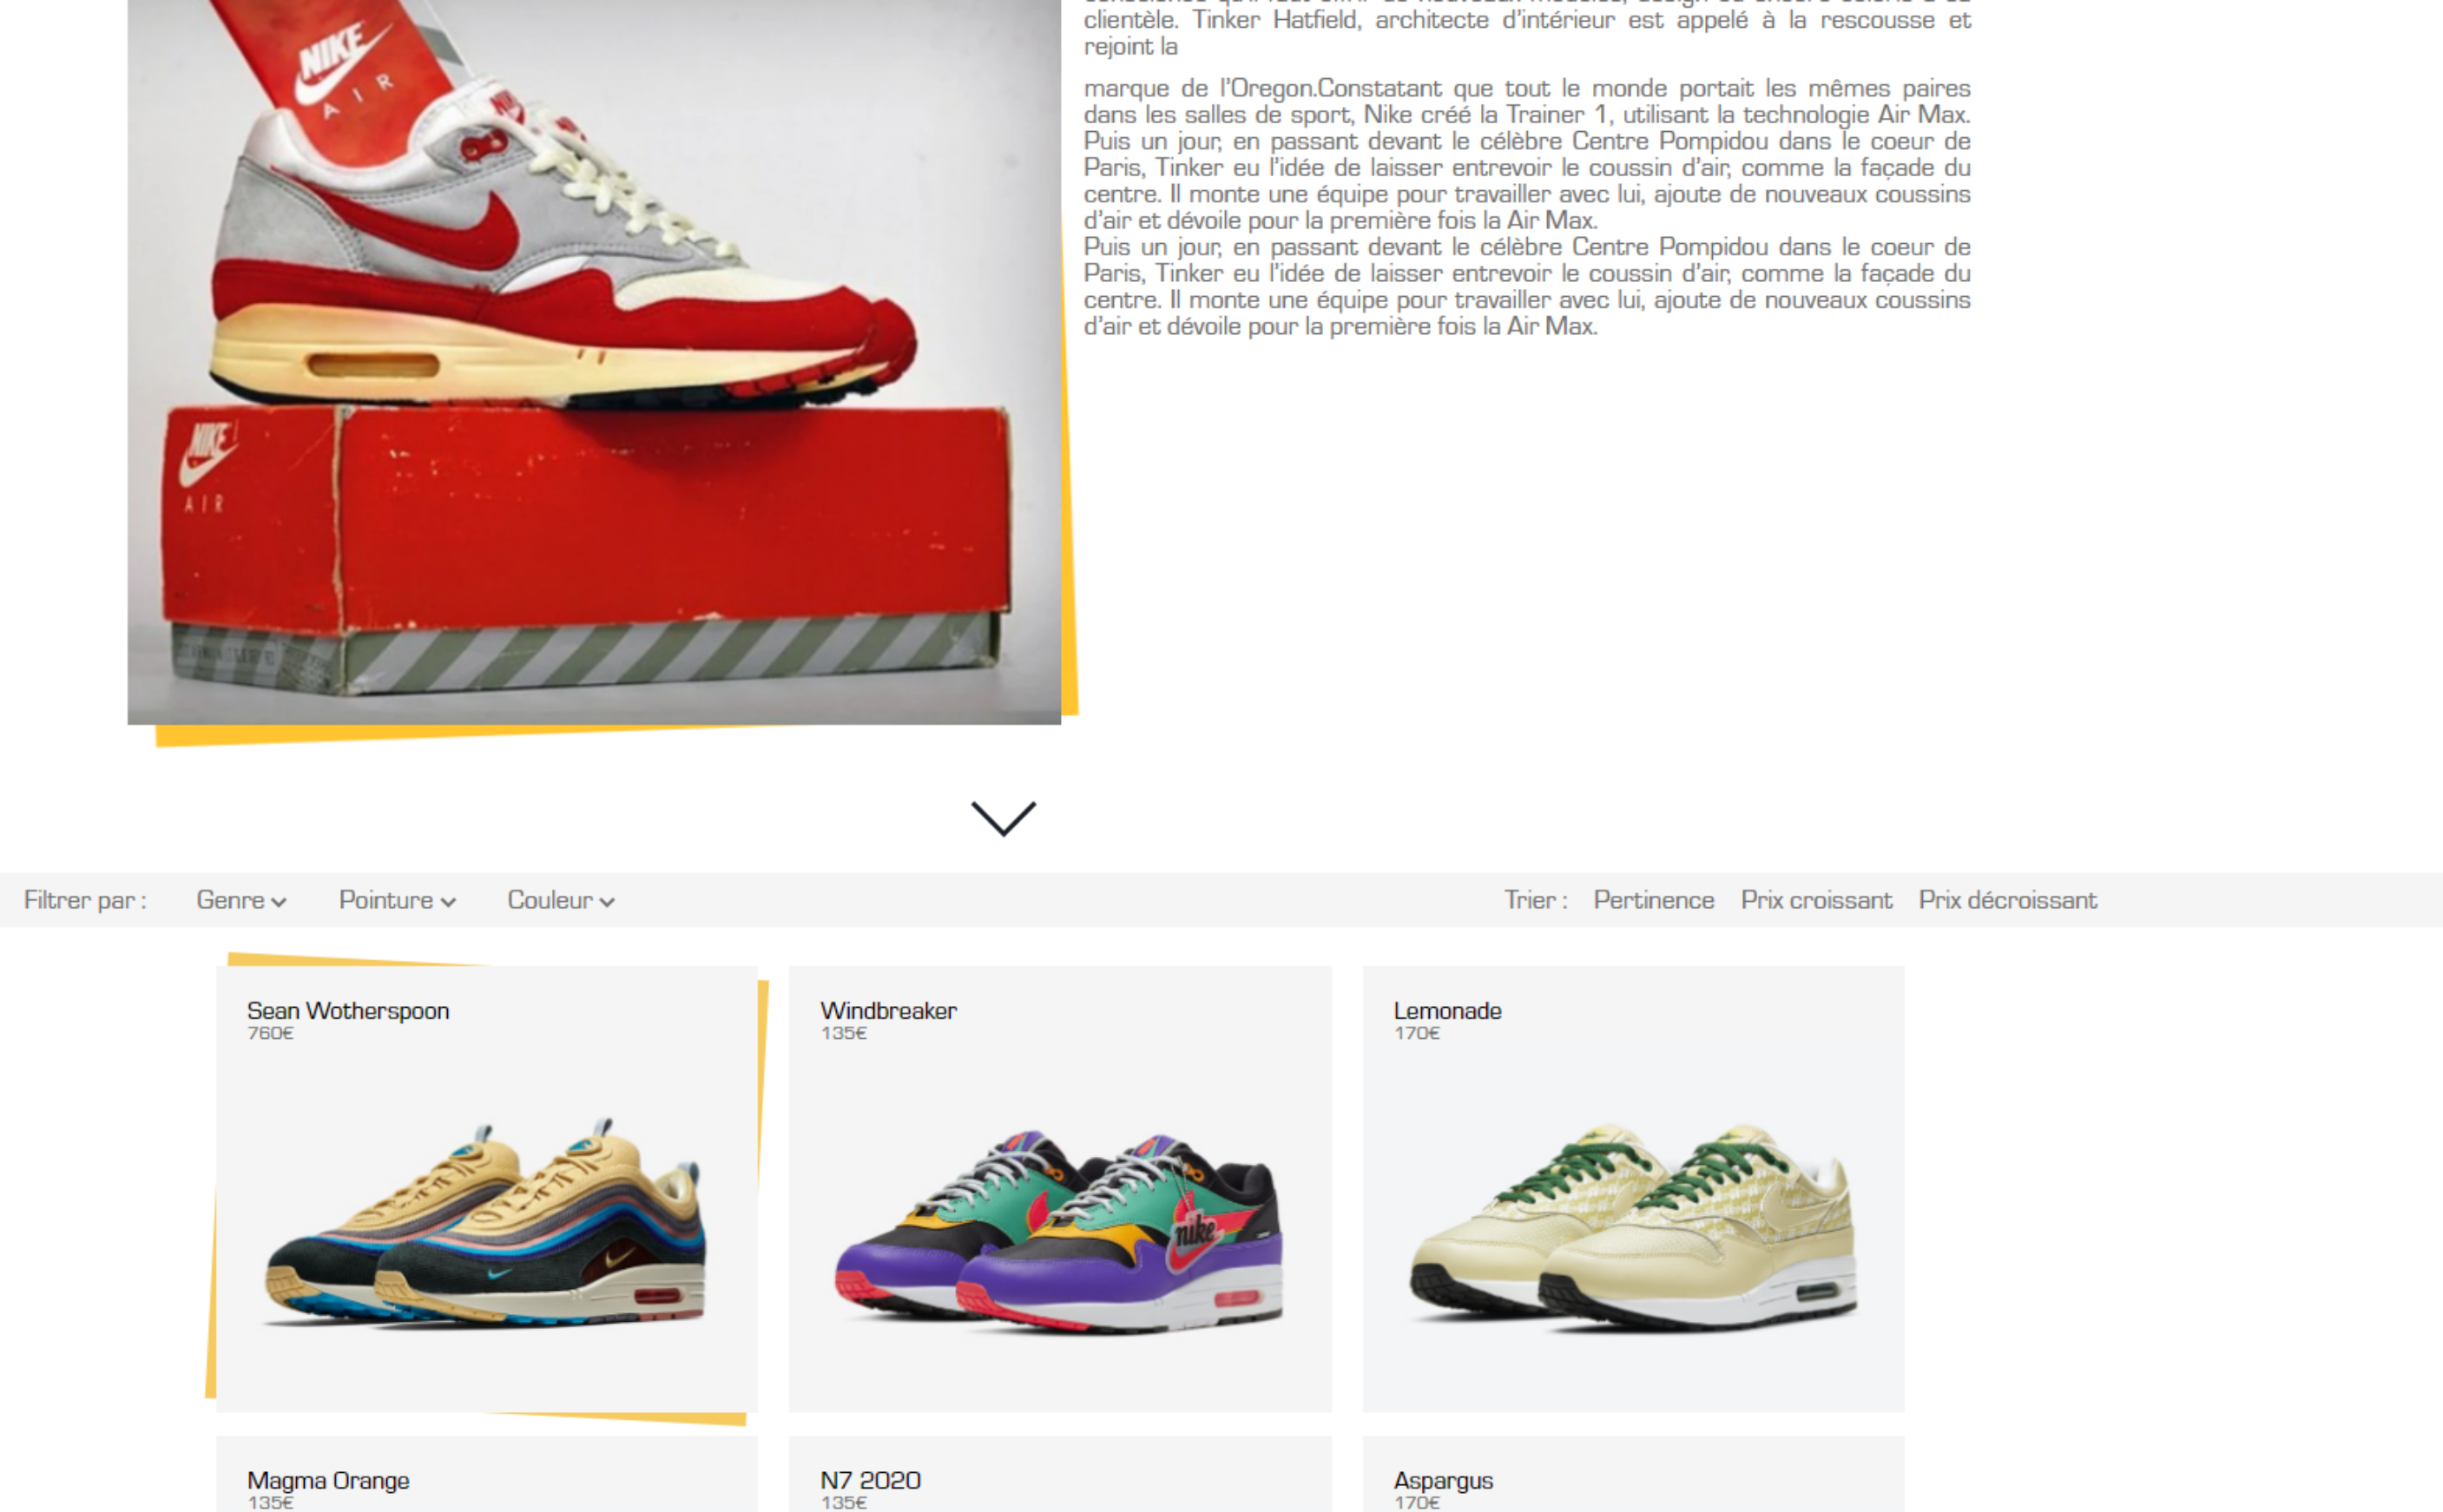 clientèle. Tinker Hatfield, architecte d'intérieur est appelé à la rescousse et
rejoint la
marque de l'Oregon.Constatant que tout le monde portait les mêmes paires
dans les salles de sport, Nike créé la Trainer 1, utilisant la technologie Air Max.
Puis un jour, en passant devant le célèbre Centre Pompidou dans le coeur de
Paris, Tinker eu l'idée de laisser entrevoir le coussin d'air, comme la façade du
centre. Il monte une équipe pour travailler avec lui, ajoute de nouveaux coussins
d'air et dévoile pour la première fois la Air Max.
Puis un jour, en passant devant le célèbre Centre Pompidou dans le coeur de
Paris, Tinker eu l'idée de laisser entrevoir le coussin d'air, comme la façade du
centre. Il monte une équipe pour travailler avec lui, ajoute de nouveaux coussins
d'air et dévoile pour la première fois la Air Max.
NIKE
AIR
NIKE
NIKE
AIR
Filtrer par : Genre Pointure Couleur
Trier : Pertinence Prix croissant Prix décroissant
Sean Wotherspoon
760€
Windbreaker
135€
nike
Lemonade
170€
Magma Orange
135€
N7 2020
135€
Aspargus
170€